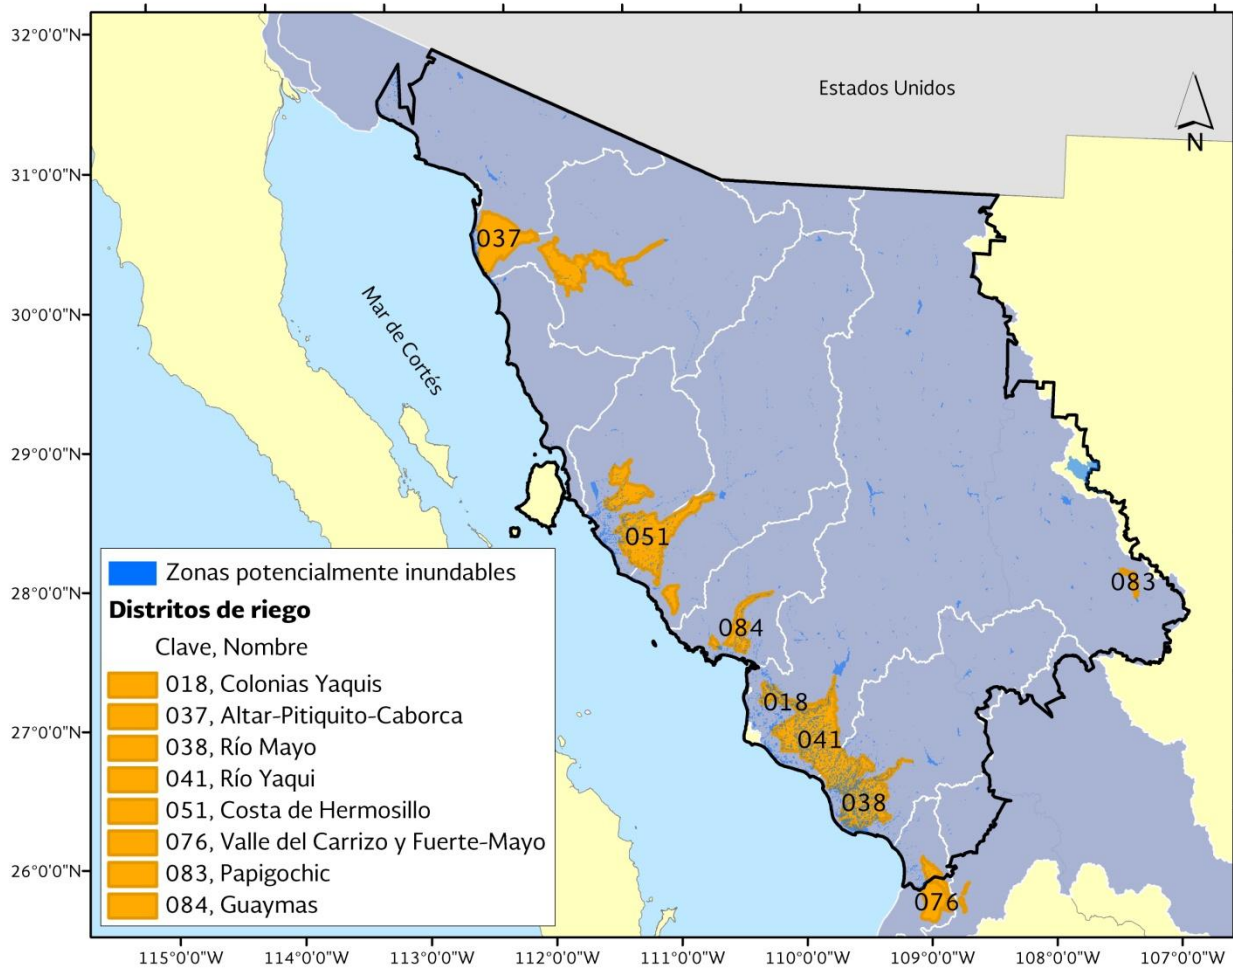 32°0'0"N
31°0'0"N
30°0'0"N
29°0'0"N
28°0'0"N
27°0'0"N
26°0'0"N
Estados Unidos
N
Mar de Cortés
037
051
084
083
018
041
038
076
Zonas potencialmente inundables
Distritos de riego
Clave, Nombre
018, Colonias Yaquis
037, Altar-Pitiquito-Caborca
038, Río Mayo
041, Río Yaqui
051, Costa de Hermosillo
076, Valle del Carrizo y Fuerte-Mayo
083, Papigochic
084, Guaymas
115°0'0"W 114°0'0"W 113°0'0"W 112°0'0"W 111°0'0"W 110°0'0"W 109°0'0"W 108°0'0"W 107°0'0"W